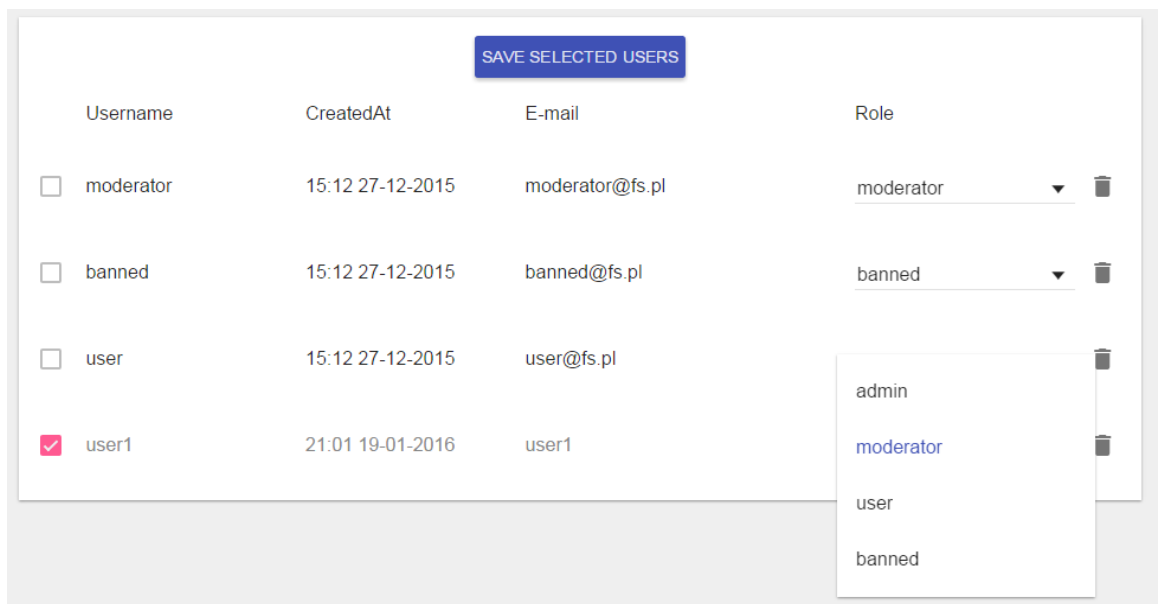 SAVE SELECTED USERS
Username CreatedAt E-mail Role
moderator 15:12 27-12-2015 moderator@fs.pl moderator
banned 15:12 27-12-2015 banned@fs.pl banned
user 15:12 27-12-2015 user@fs.pl
admin
user1 21:01 19-01-2016 user1 moderator
user
banned